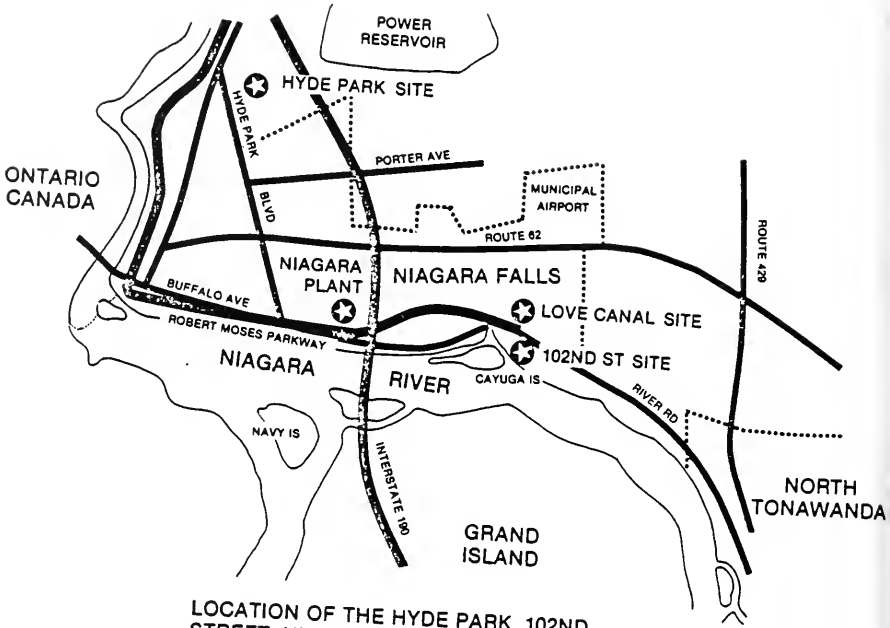 POWER
RESERVOIR
HYDE PARK SITE
HYDE PARK
BLVD
PORTER AVE
ONTARIO
CANADA
MUNICIPAL
AIRPORT
ROUTE 62
ROUTE 429
NIAGARA
PLANT
NIAGARA FALLS
BUFFALO AVE
LOVE CANAL SITE
ROBERT MOSES PARKWAY
102ND ST SITE
NIAGARA
RIVER
CAYUGA IS
RIVER RD
NAVY IS
INTERSTATE 190
NORTH
TONAWANDA
GRAND
ISLAND
LOCATION OF THE HYDE PARK, 102ND